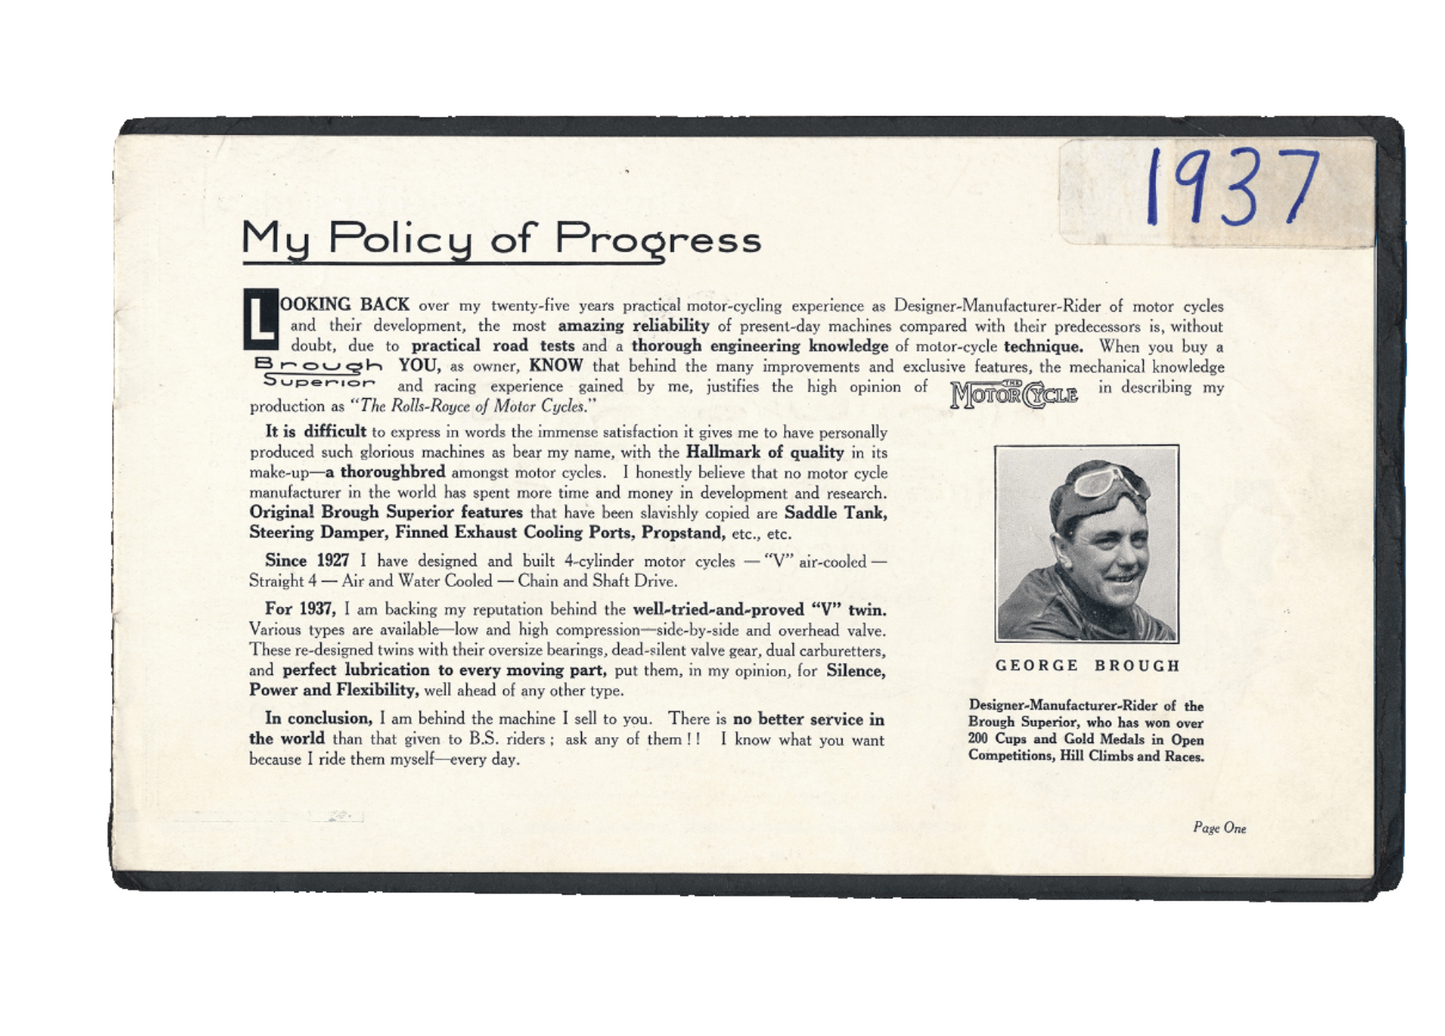 1937
My Policy of Progress
LOOKING BACK over my twenty-five years practical motor-cycling experience as Designer-Manufacturer-Rider of motor cycles
and their development, the most amazing reliability of present-day machines compared with their predecessors is, without
doubt, due to practical road tests and a thorough engineering knowledge of motor-cycle technique. When you buy a
Brough Superior YOU, as owner, KNOW that behind the many improvements and exclusive features, the mechanical knowledge
and racing experience gained by me, justifies the high opinion of THE MOTOR CYCLE in describing my
production as “The Rolls-Royce of Motor Cycles.”
It is difficult to express in words the immense satisfaction it gives me to have personally
produced such glorious machines as bear my name, with the Hallmark of quality in its
make-up—a thoroughbred amongst motor cycles. I honestly believe that no motor cycle
manufacturer in the world has spent more time and money in development and research.
Original Brough Superior features that have been slavishly copied are Saddle Tank,
Steering Damper, Finned Exhaust Cooling Ports, Propstand, etc., etc.
Since 1927 I have designed and built 4-cylinder motor cycles — “V” air-cooled —
Straight 4 — Air and Water Cooled — Chain and Shaft Drive.
For 1937, I am backing my reputation behind the well-tried-and-proved “V” twin.
Various types are available—low and high compression—side-by-side and overhead valve.
These re-designed twins with their oversize bearings, dead-silent valve gear, dual carburetters,
and perfect lubrication to every moving part, put them, in my opinion, for Silence,
Power and Flexibility, well ahead of any other type.
In conclusion, I am behind the machine I sell to you. There is no better service in
the world than that given to B.S. riders ; ask any of them ! ! I know what you want
because I ride them myself—every day.
GEORGE BROUGH
Designer-Manufacturer-Rider of the
Brough Superior, who has won over
200 Cups and Gold Medals in Open
Competitions, Hill Climbs and Races.
Page One